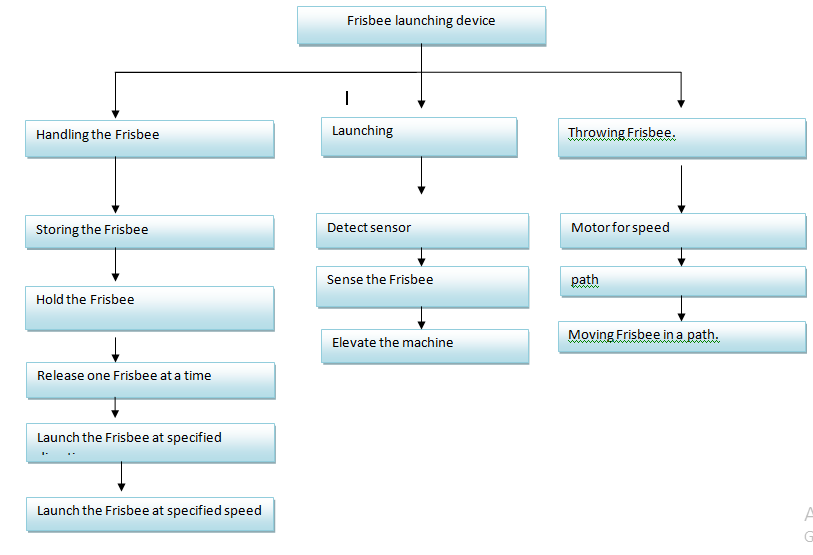 Frisbee launching device
Handling the Frisbee
Storing the Frisbee
Hold the Frisbee
Release one Frisbee at a time
Launch the Frisbee at specified
Launch the Frisbee at specified speed
Launching
Detect sensor
Sense the Frisbee
Elevate the machine
Throwing Frisbee.
Motor for speed
path
Moving Frisbee in a path.